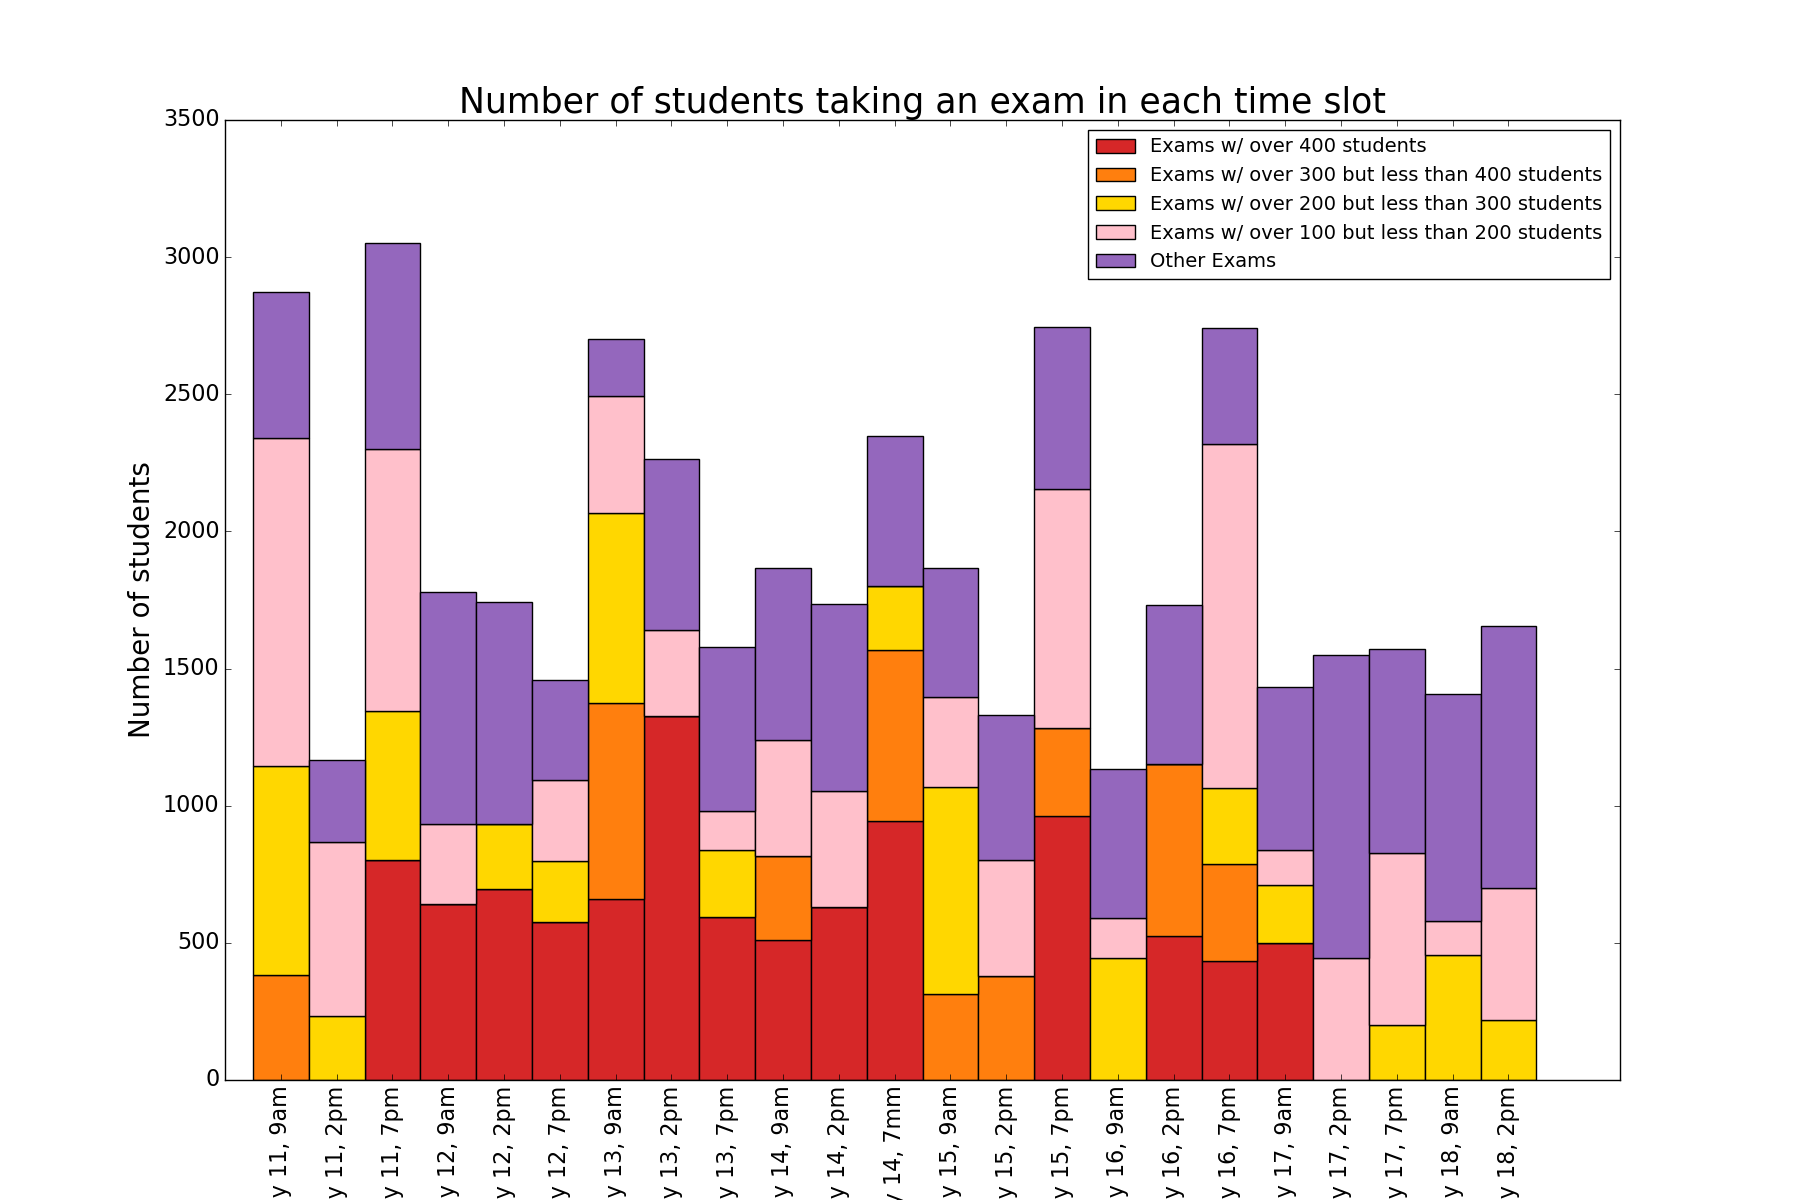 Number of students taking an exam in each time slot
Exams w/ over 400 students
Exams w/ over 300 but less than 400 students
Exams w/ over 200 but less than 300 students
Exams w/ over 100 but less than 200 students
Other Exams
Number of students
3500
3000
2500
2000
1500
1000
500
0
y 11, 9am
y 11, 2pm
y 11, 7pm
y 12, 9am
y 12, 2pm
y 12, 7pm
y 13, 9am
y 13, 2pm
y 13, 7pm
y 14, 9am
y 14, 2pm
y 14, 7mm
y 15, 9am
y 15, 2pm
y 15, 7pm
y 16, 9am
y 16, 2pm
y 16, 7pm
y 17, 9am
y 17, 2pm
y 17, 7pm
y 18, 9am
y 18, 2pm